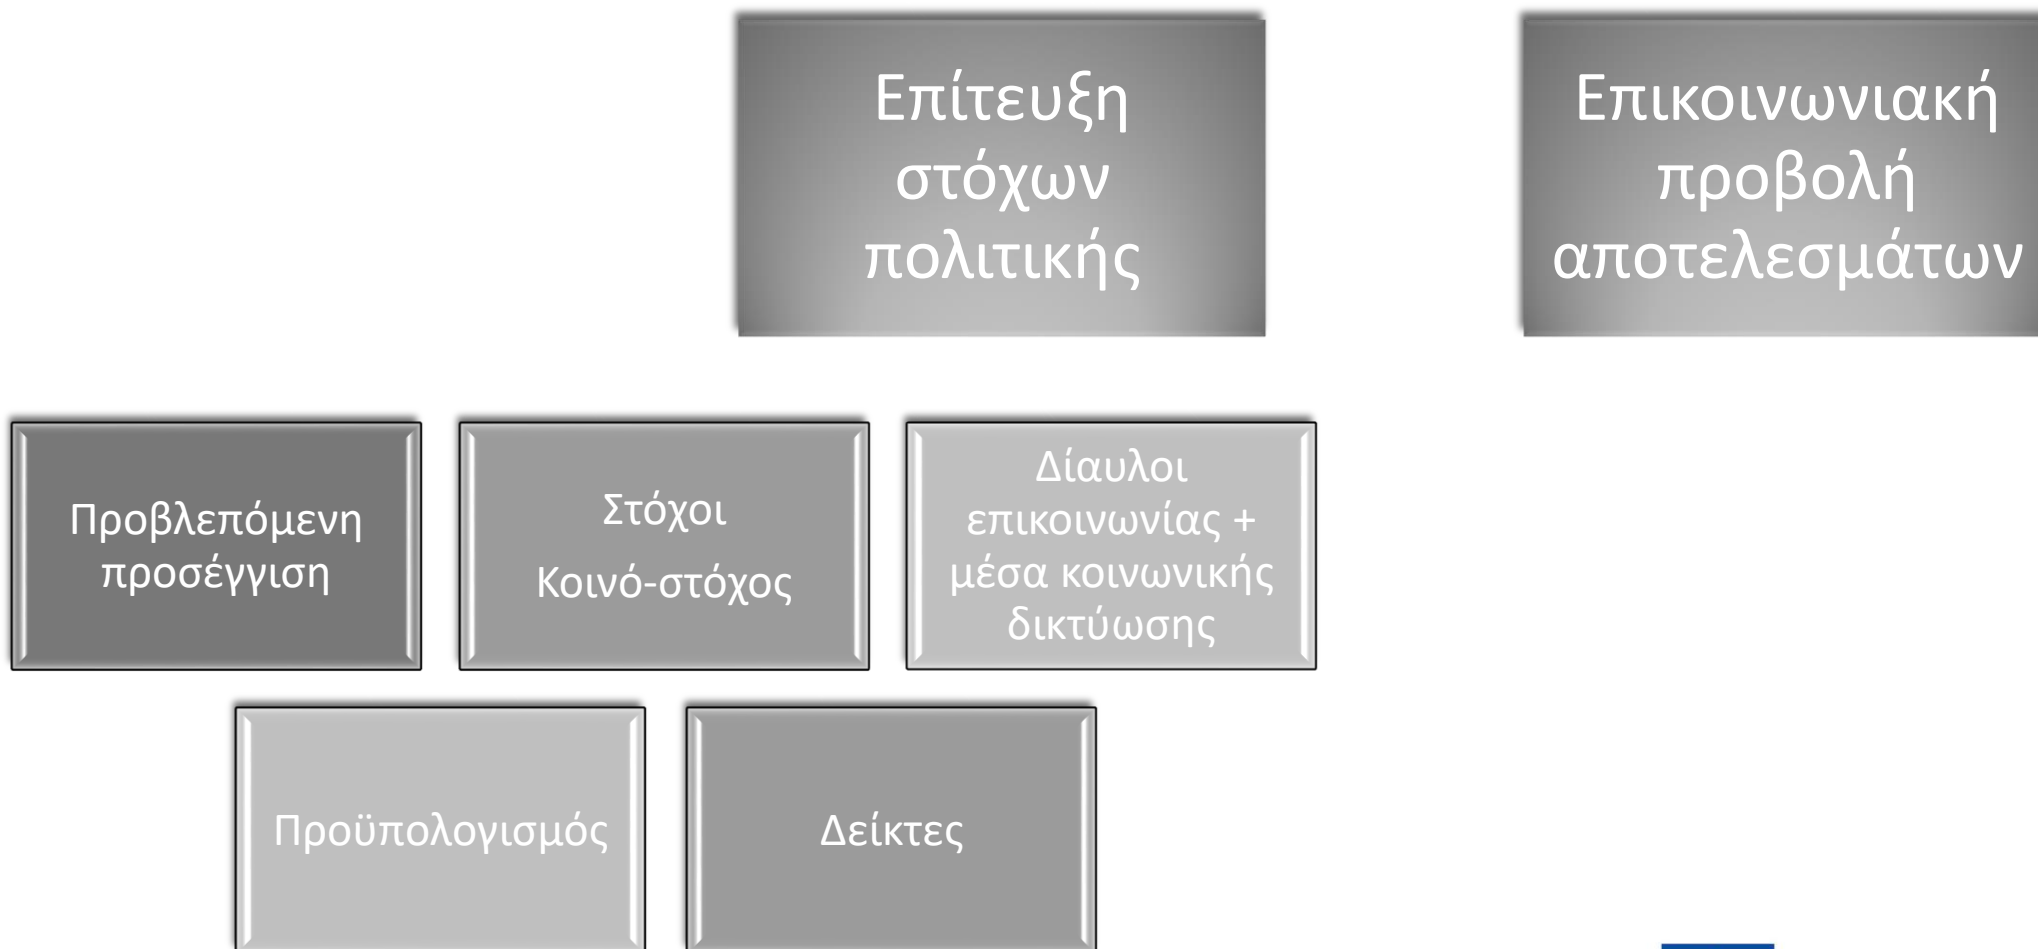 Επίτευξη
στόχων
πολιτικής
Επικοινωνιακή
προβολή
αποτελεσμάτων
Προβλεπόμενη
προσέγγιση
Στόχοι
Κοινό-στόχος
Δίαυλοι
επικοινωνίας +
μέσα κοινωνικής
δικτύωσης
Προϋπολογισμός
Δείκτες